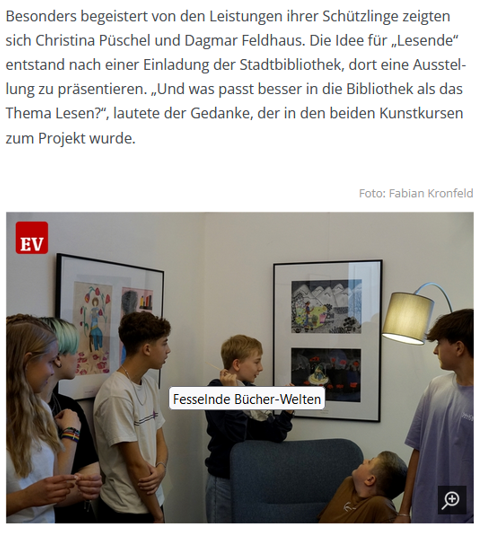 Besonders begeistert von den Leistungen ihrer Schützlinge zeigten
sich Christina Püschel und Dagmar Feldhaus. Die Idee für „Lesende“
entstand nach einer Einladung der Stadtbibliothek, dort eine Ausstel-
lung zu präsentieren. „Und was passt besser in die Bibliothek als das
Thema Lesen?“, lautete der Gedanke, der in den beiden Kunstkursen
zum Projekt wurde.
Foto: Fabian Kronfeld
EV
Fesselnde Bücher-Welten